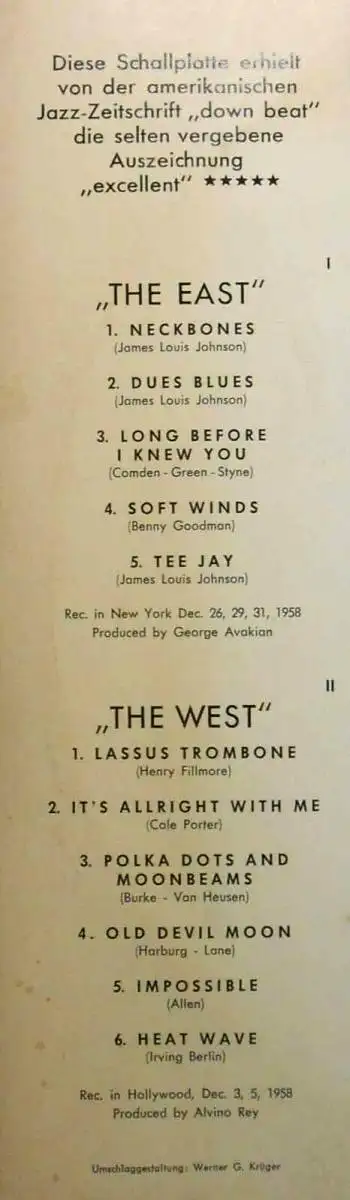 Diese Schallplatte erhielt
von der amerikanischen
Jazz-Zeitschrift „down beat“
die selten vergebene
Auszeichnung
„excellent“ ★★★★★
I
„THE EAST“
1. NECKBONES
(James Louis Johnson)
2. DUES BLUES
(James Louis Johnson)
3. LONG BEFORE
I KNEW YOU
(Comden - Green - Styne)
4. SOFT WINDS
(Benny Goodman)
5. TEE JAY
(James Louis Johnson)
Rec. in New York Dec. 26, 29, 31, 1958
Produced by George Avakian
II
„THE WEST“
1. LASSUS TROMBONE
(Henry Fillmore)
2. IT'S ALLRIGHT WITH ME
(Cole Porter)
3. POLKA DOTS AND
MOONBEAMS
(Burke - Van Heusen)
4. OLD DEVIL MOON
(Harburg - Lane)
5. IMPOSSIBLE
(Allen)
6. HEAT WAVE
(Irving Berlin)
Rec. in Hollywood, Dec. 3, 5, 1958
Produced by Alvino Rey
Umschlaggestaltung: Werner G. Krüger